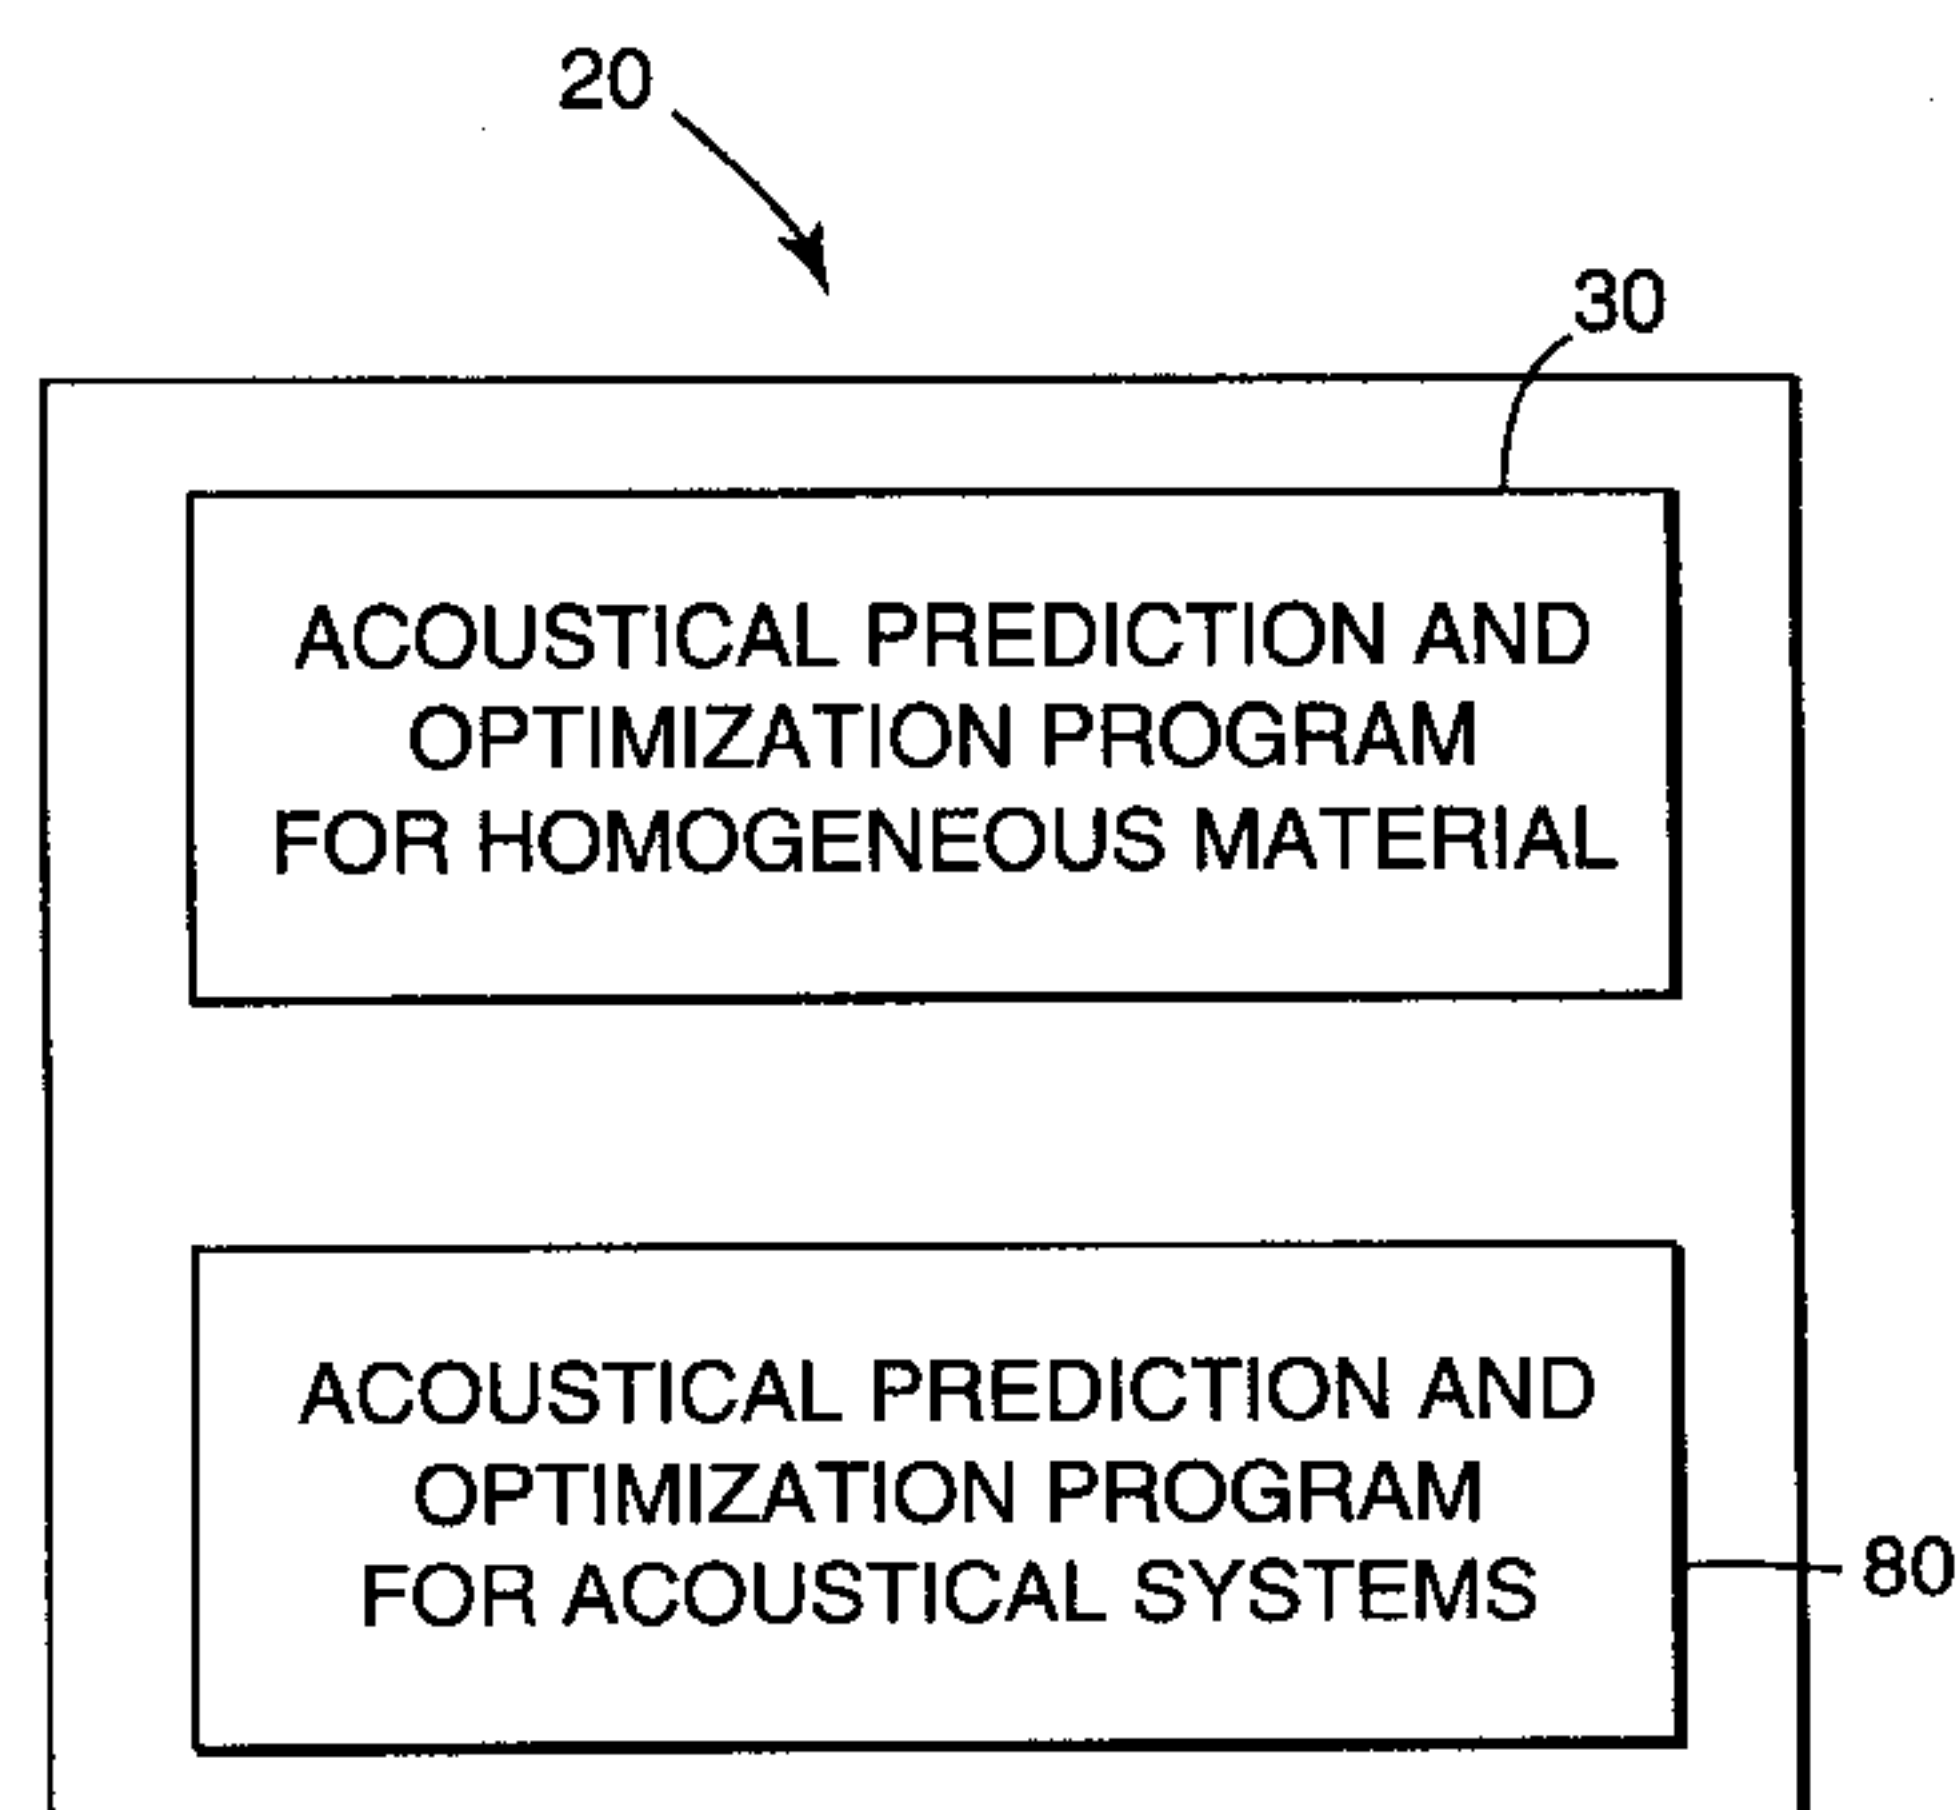 20
30
ACOUSTICAL PREDICTION AND
OPTIMIZATION PROGRAM
FOR HOMOGENEOUS MATERIAL
ACOUSTICAL PREDICTION AND
OPTIMIZATION PROGRAM
FOR ACOUSTICAL SYSTEMS
80